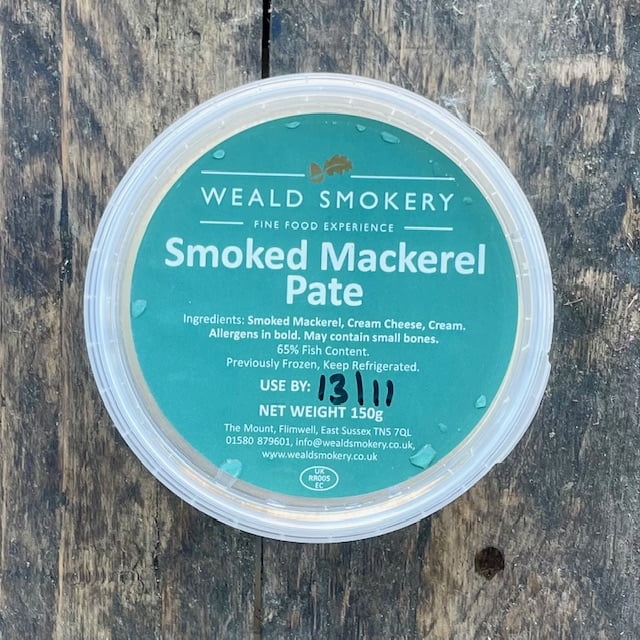 WEALD SMOKERY
FINE FOOD EXPERIENCE
Smoked Mackerel
Pate
Ingredients: Smoked Mackerel, Cream Cheese, Cream.
Allergens in bold. May contain small bones.
65% Fish Content.
Previously Frozen, Keep Refrigerated.
USE BY: 13/11
NET WEIGHT 150g
The Mount, Flimwell, East Sussex TN5 7QL
01580 879601, info@wealdsmokery.co.uk,
www.wealdsmokery.co.uk
UK
RR005
EC